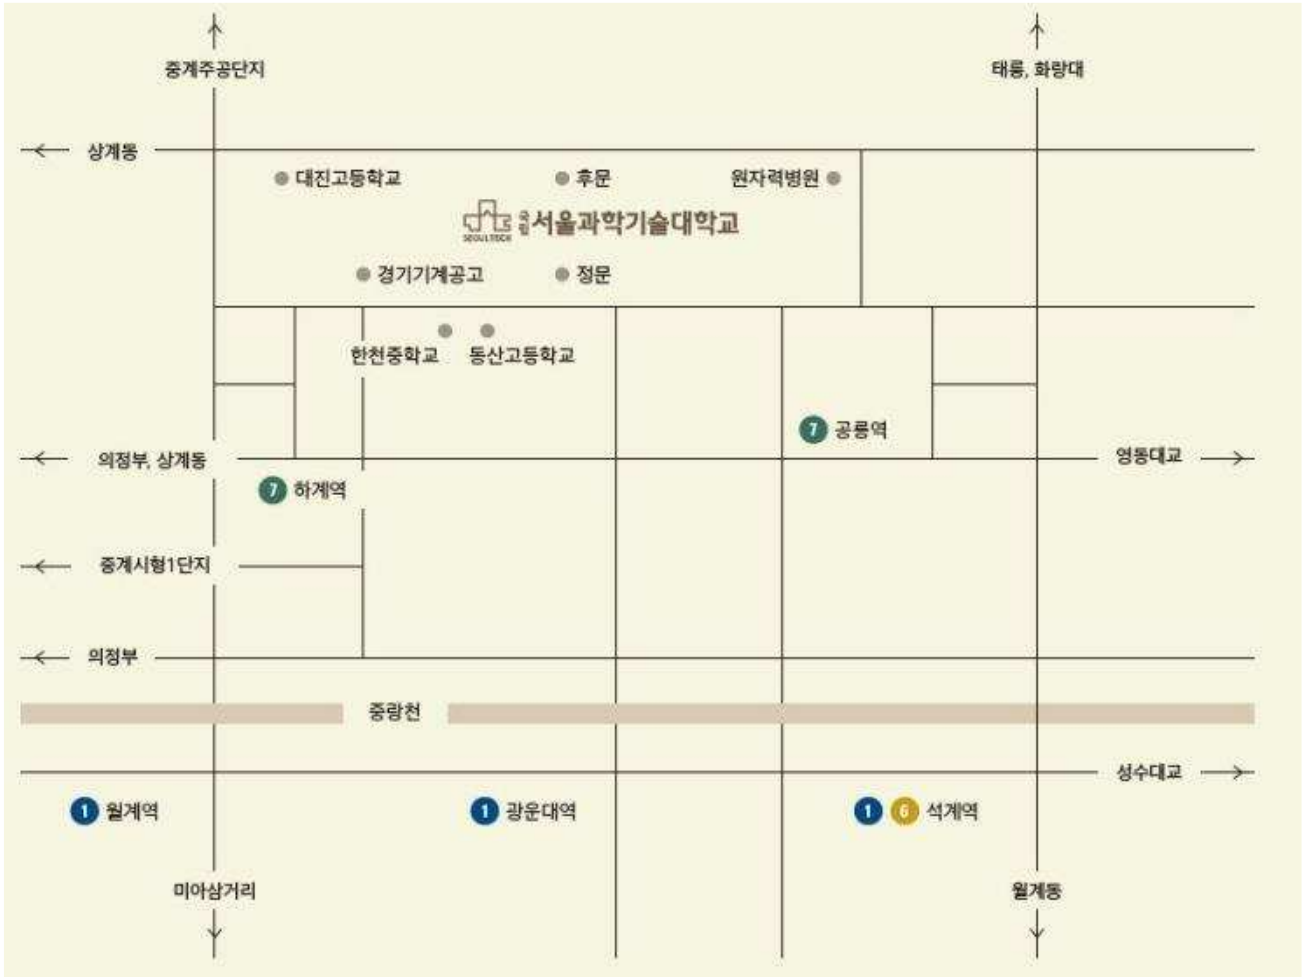 중계주공단지
태릉, 화랑대
상계동
대진고등학교
후문
원자력병원
SEOULTECH
국립 서울과학기술대학교
경기기계공고
정문
한천중학교
동산고등학교
7 공릉역
의정부, 상계동
영동대교
7 하계역
중계시형1단지
의정부
중랑천
성수대교
1 월계역
1 광운대역
1 6 석계역
미아삼거리
월계동